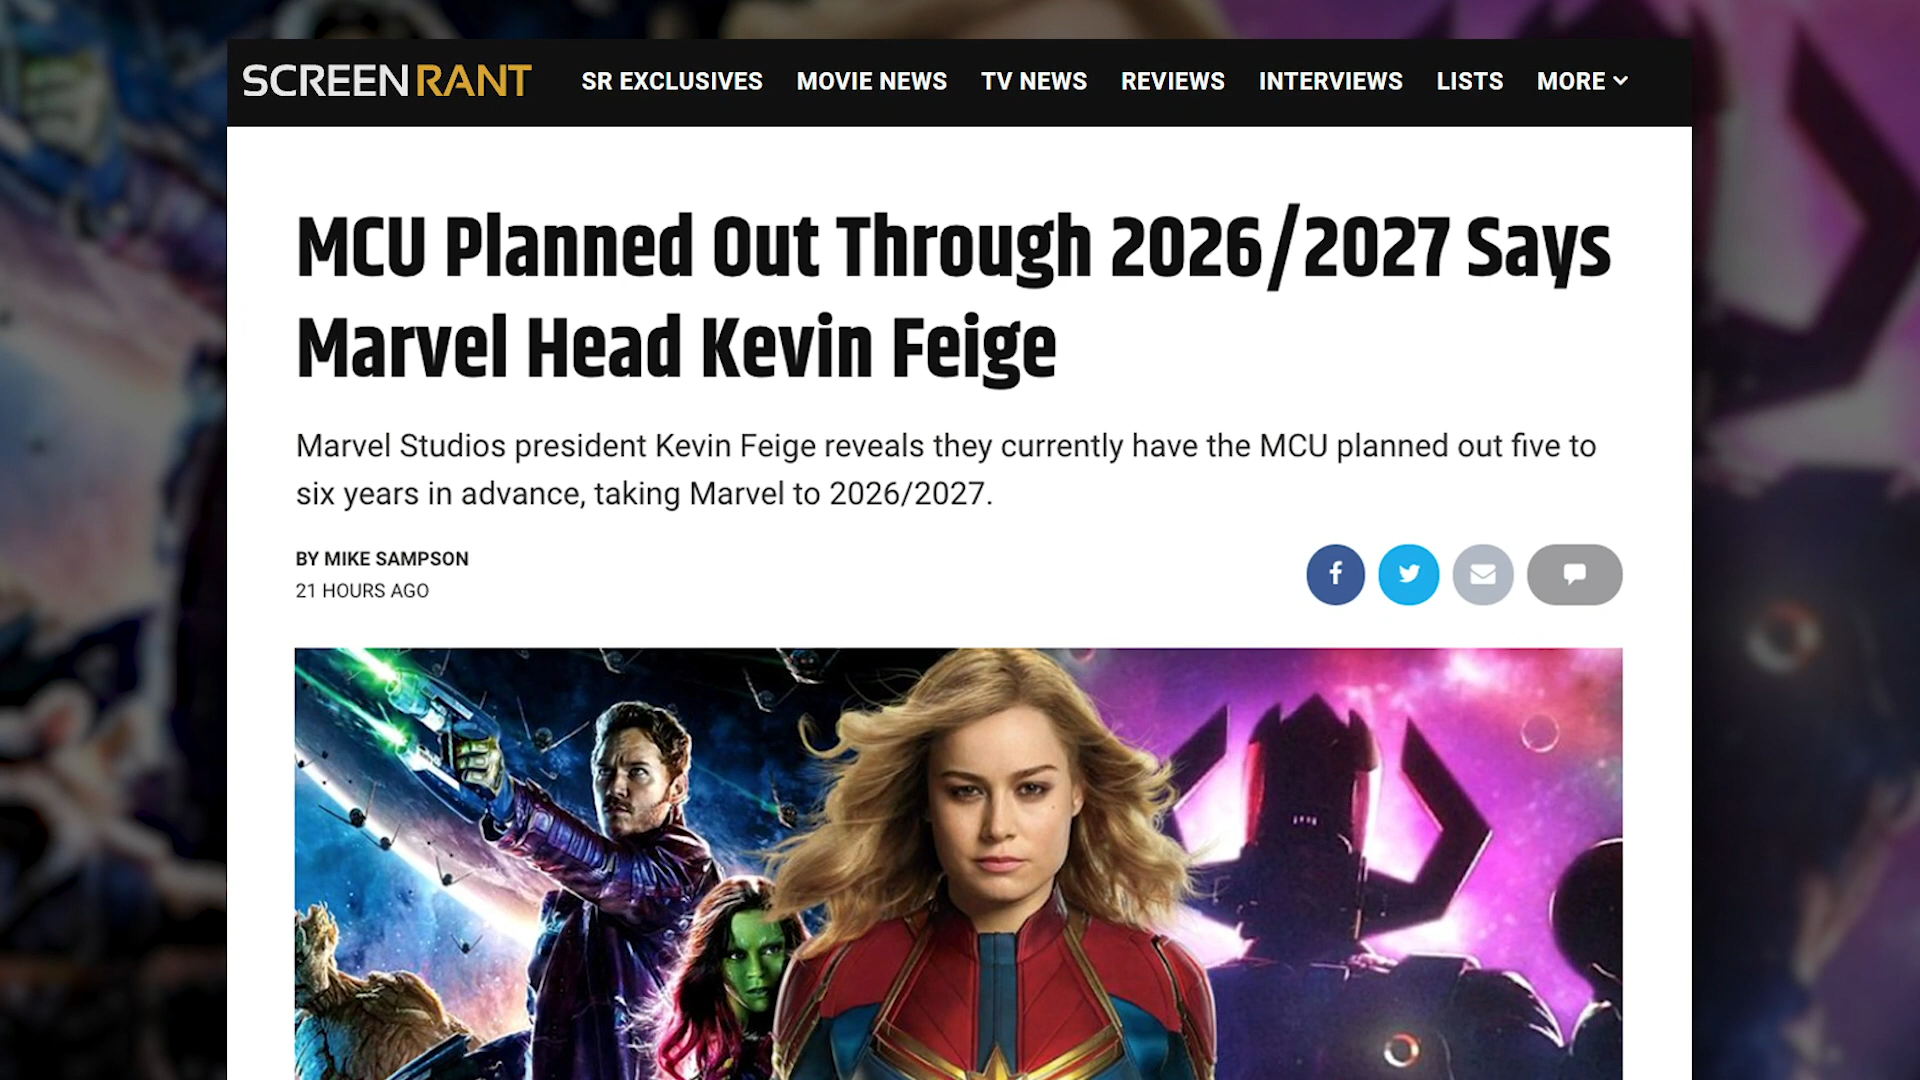 SCREENRANT SR EXCLUSIVES MOVIE NEWS TV NEWS REVIEWS INTERVIEWS LISTS MORE
MCU Planned Out Through 2026/2027 Says
Marvel Head Kevin Feige
Marvel Studios president Kevin Feige reveals they currently have the MCU planned out five to
six years in advance, taking Marvel to 2026/2027.
BY MIKE SAMPSON
21 HOURS AGO